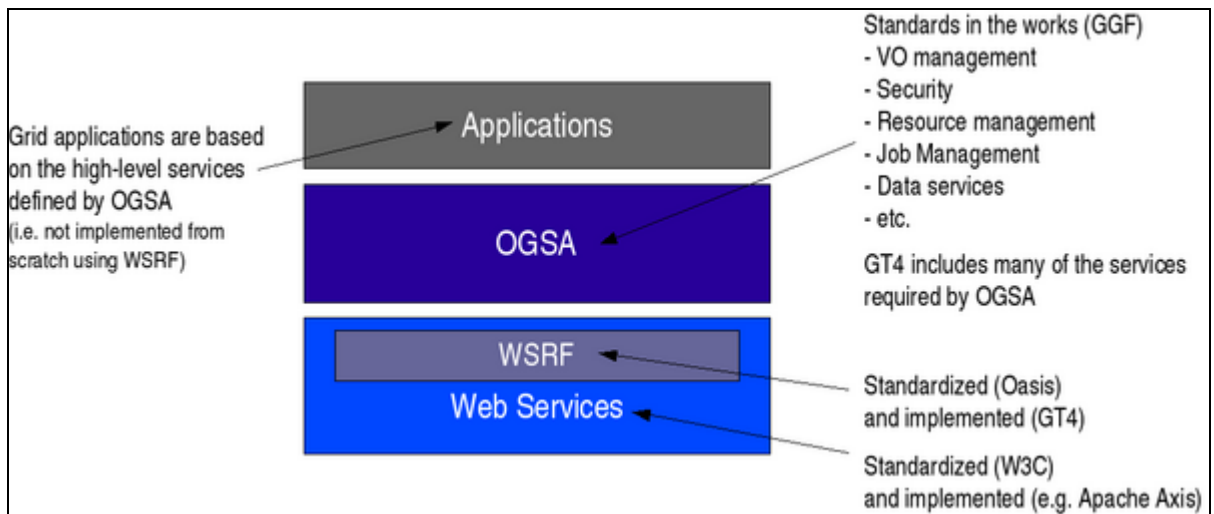 Standards in the works (GGF)
- VO management
- Security
- Resource management
- Job Management
- Data services
- etc.
GT4 includes many of the services
required by OGSA
Applications
Grid applications are based
on the high-level services
defined by OGSA
(i.e. not implemented from
scratch using WSRF)
OGSA
WSRF
Web Services
Standardized (Oasis)
and implemented (GT4)
Standardized (W3C)
and implemented (e.g. Apache Axis)